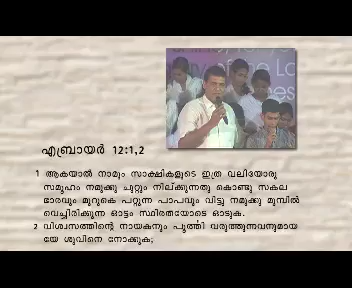 എബ്രായർ 12:1,2
1 ആകയാൽ നാമും സാക്ഷികളുടെ ഇത്ര വലിയോരു
സമൂഹം നമുക്കു ചുറ്റും നില്ക്കുന്നതു കൊണ്ടു സകല
ഭാരവും മുറുകെ പറ്റുന്ന പാപവും വിട്ടു നമുക്കു മുമ്പിൽ
വെച്ചിരിക്കുന്ന ഓട്ടം സ്ഥിരതയോടെ ഓടുക.
2 വിശ്വാസത്തിന്റെ നായകനും പൂർത്തി വരുത്തുന്നവനുമായ
യേ ശുവിനെ നോക്കുക;